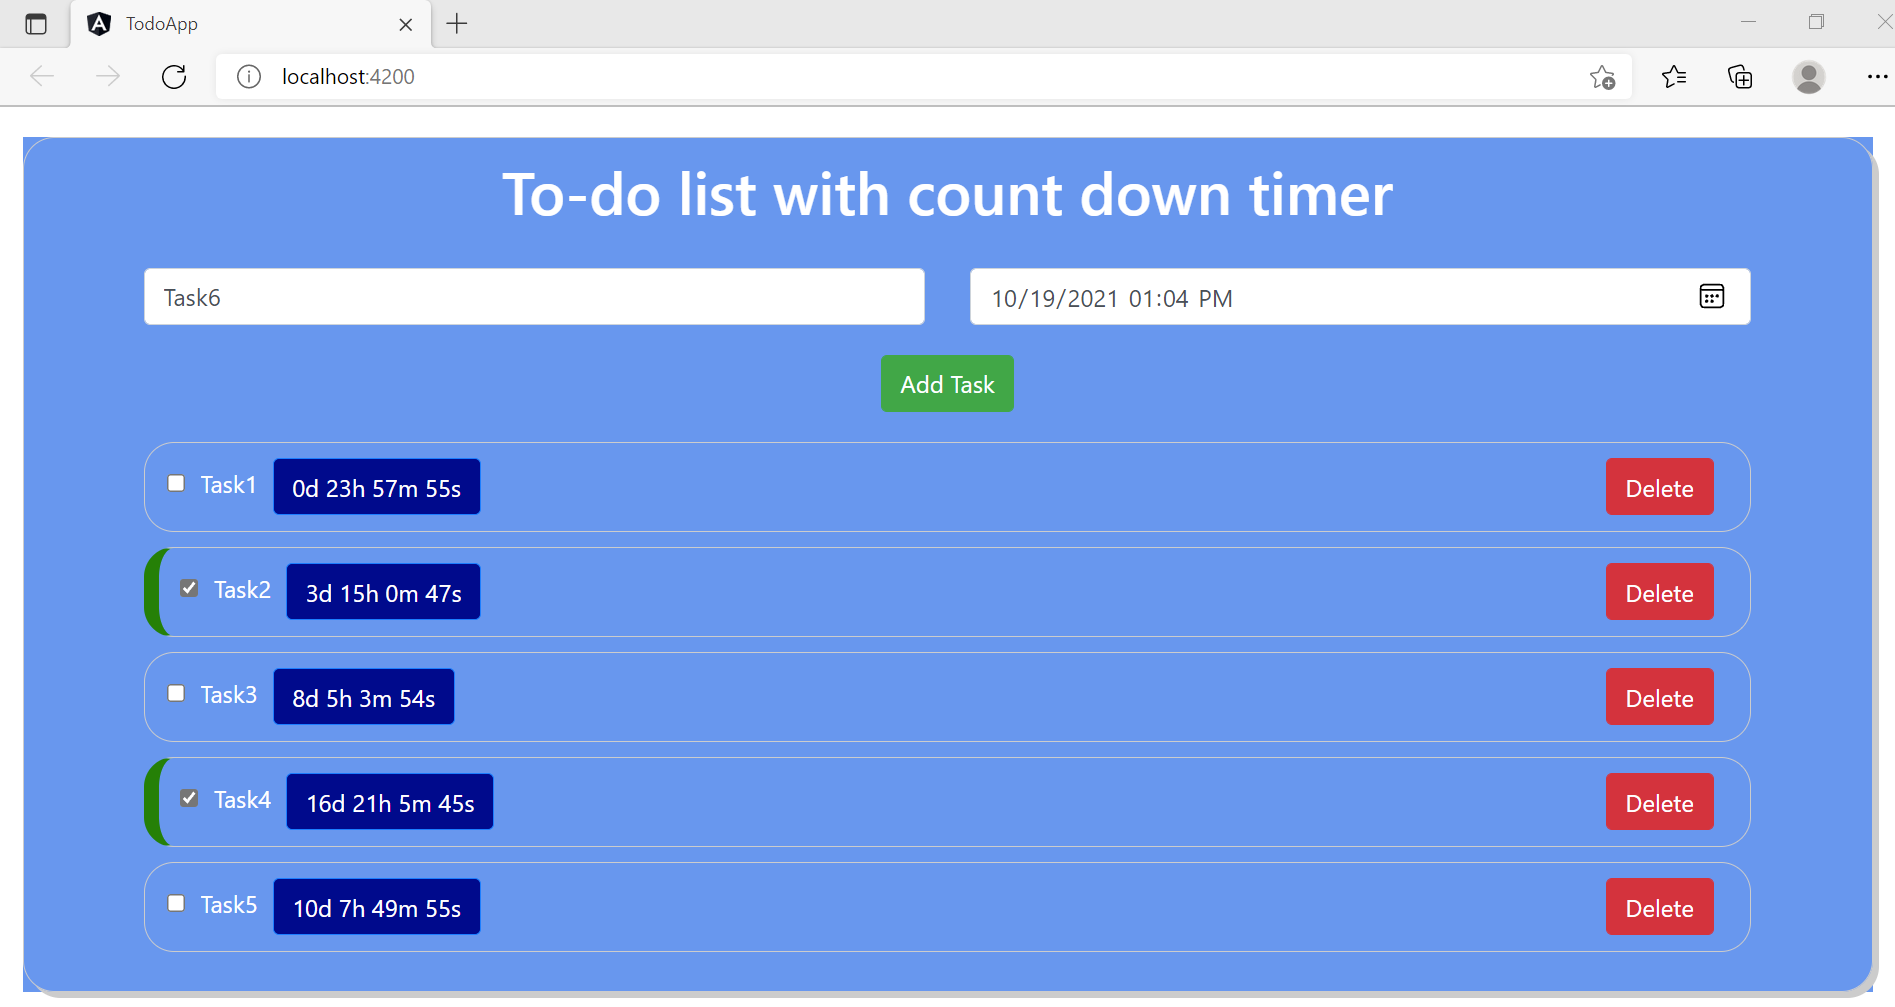 TodoApp
localhost:4200
To-do list with count down timer
Task6
10/19/2021 01:04 PM
Add Task
Task1 0d 23h 57m 55s Delete
Task2 3d 15h 0m 47s Delete
Task3 8d 5h 3m 54s Delete
Task4 16d 21h 5m 45s Delete
Task5 10d 7h 49m 55s Delete